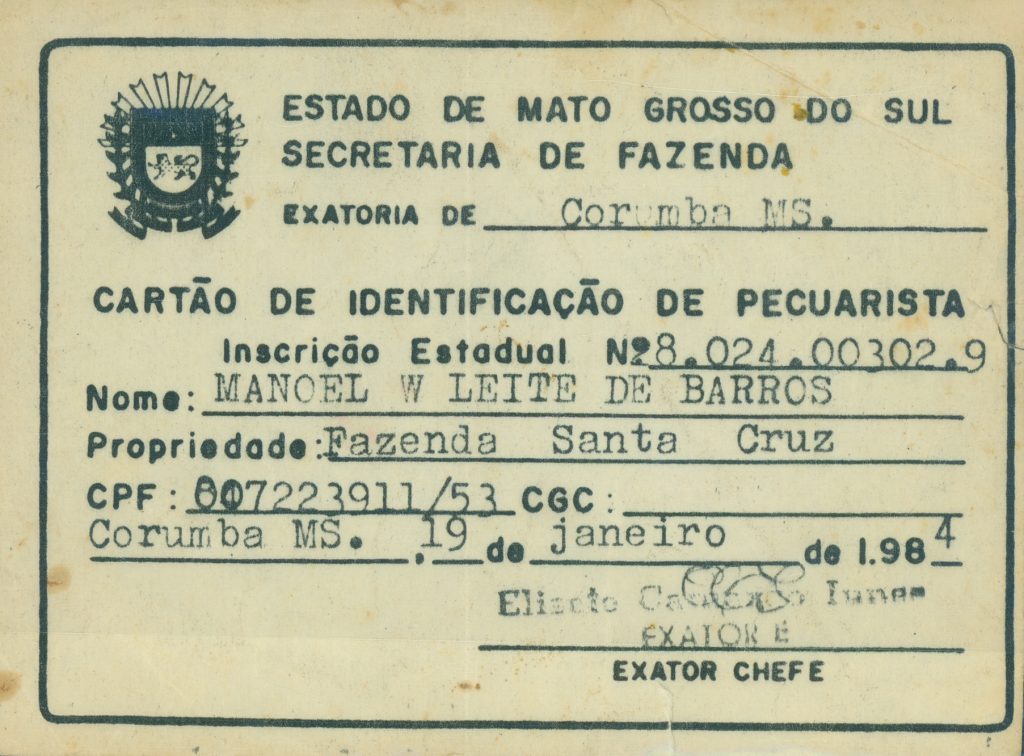 ESTADO DE MATO GROSSO DO SUL
SECRETARIA DE FAZENDA
EXATORIA DE Corumba MS.
CARTÃO DE IDENTIFICAÇÃO DE PECUARISTA
Inscrição Estadual Nº 28.024.00302.9
Nome: MANOEL W LEITE DE BARROS
Propriedade: Fazenda Santa Cruz
CPF: 007223911/53 CGC:
Corumba MS. , 19 de janeiro de 1.984
EXATOR E
EXATOR CHEFE